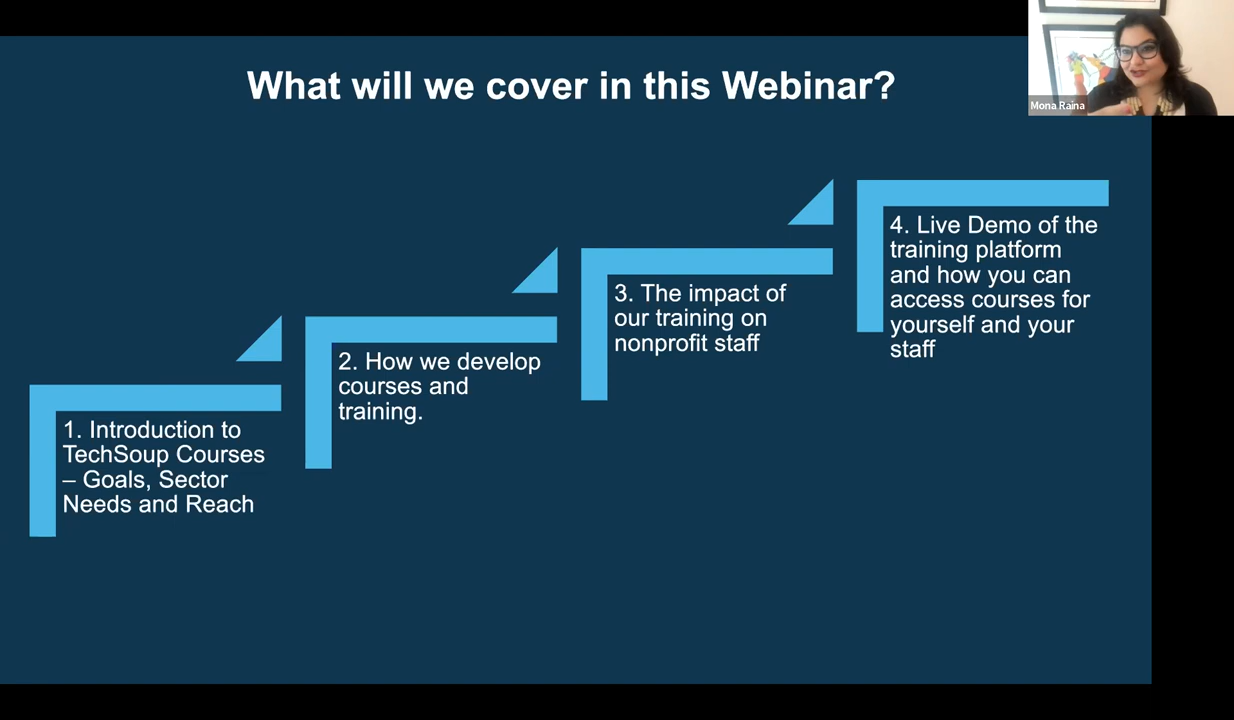 What will we cover in this Webinar?
Mona Raina
1. Introduction to
TechSoup Courses
– Goals, Sector
Needs and Reach
2. How we develop
courses and
training.
3. The impact of
our training on
nonprofit staff
4. Live Demo of the
training platform
and how you can
access courses for
yourself and your
staff